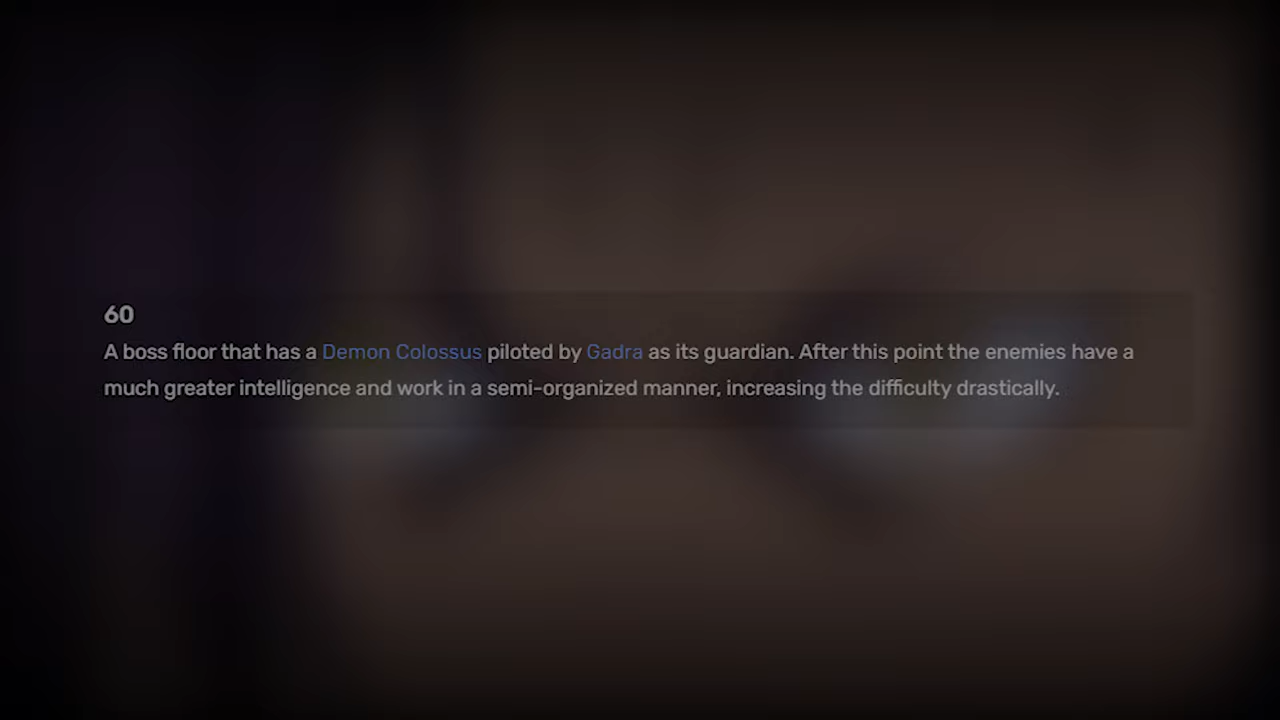 60
A boss floor that has a Demon Colossus piloted by Gadra as its guardian. After this point the enemies have a
much greater intelligence and work in a semi-organized manner, increasing the difficulty drastically.